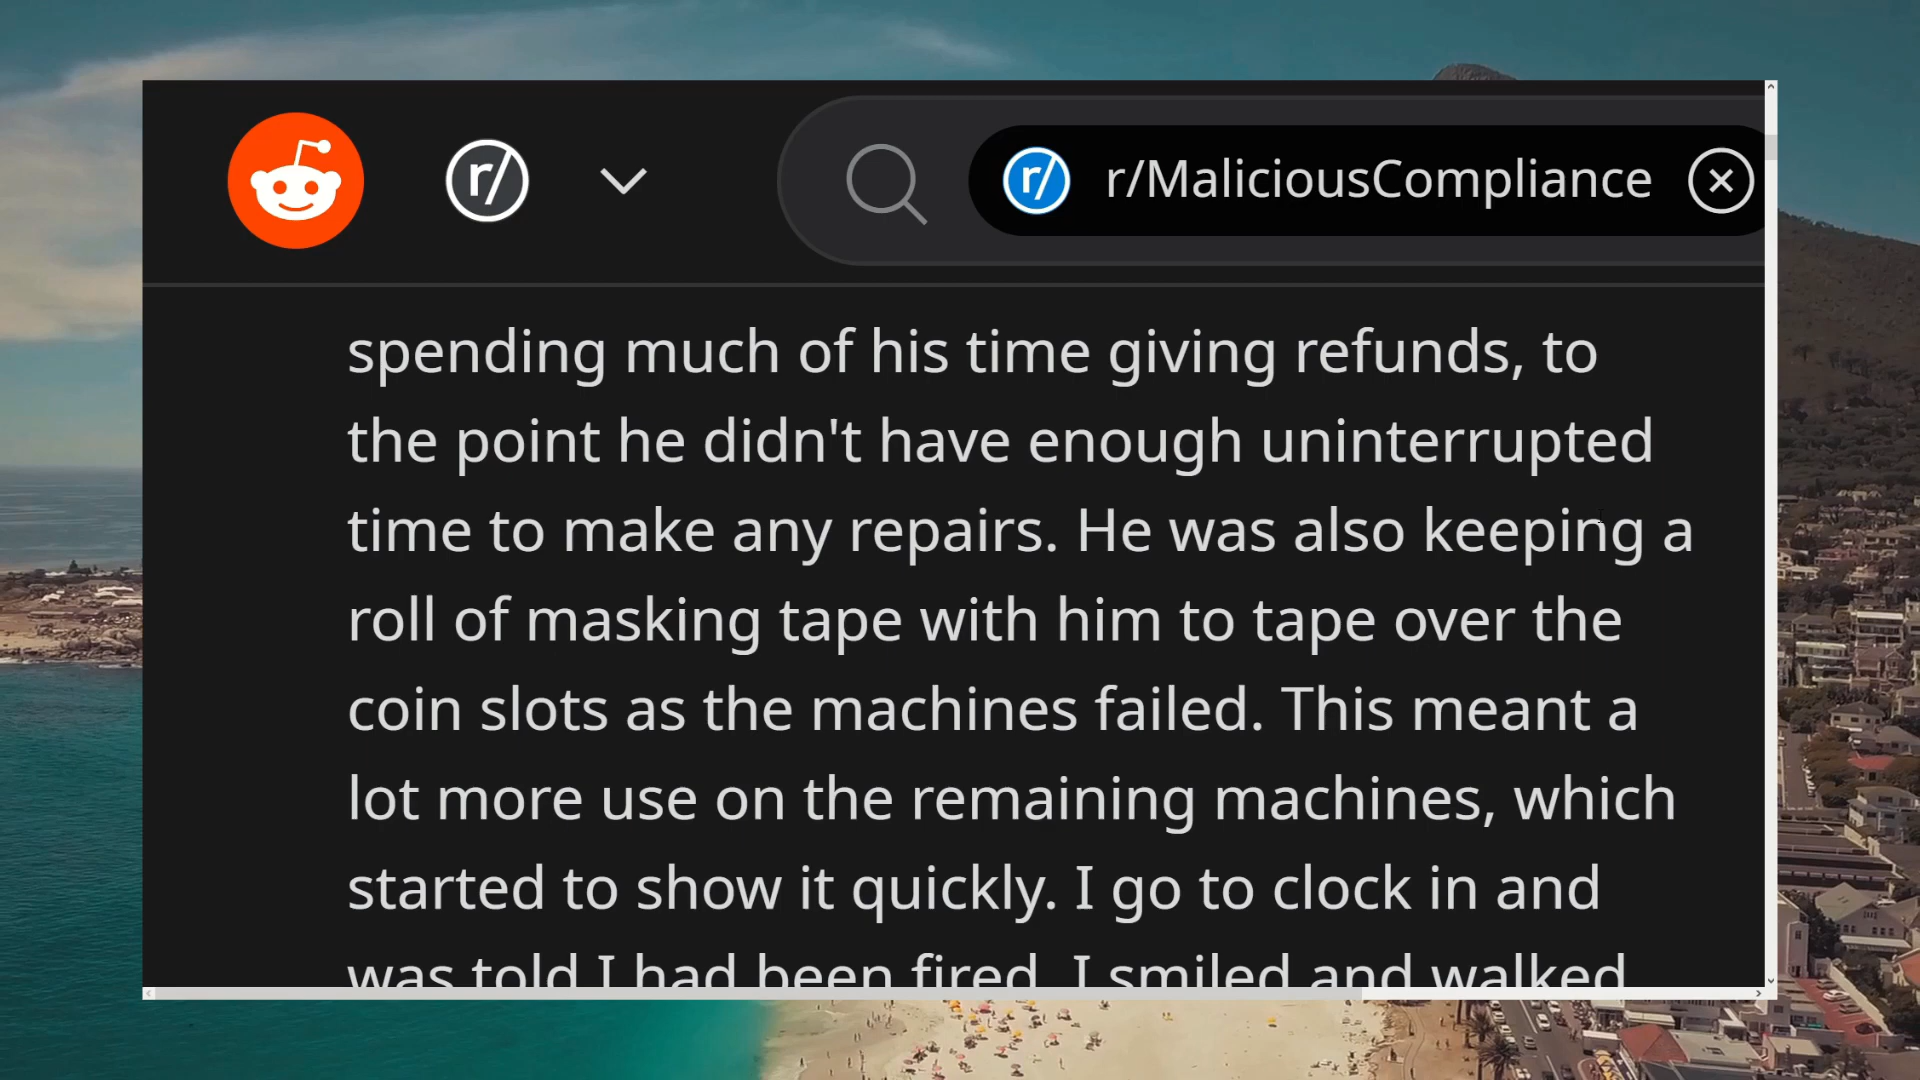 r/
r/ r/MaliciousCompliance
spending much of his time giving refunds, to
the point he didn't have enough uninterrupted
time to make any repairs. He was also keeping a
roll of masking tape with him to tape over the
coin slots as the machines failed. This meant a
lot more use on the remaining machines, which
started to show it quickly. I go to clock in and
was told I had been fired. I smiled and walked